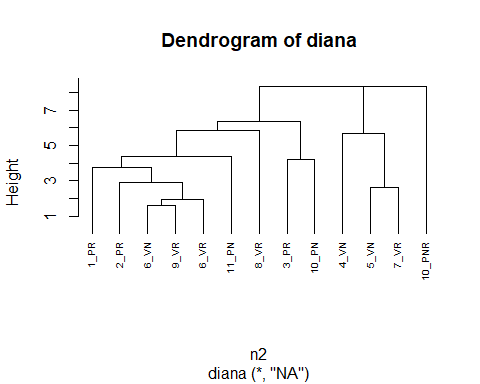 Dendrogram of diana
Height
7
5
3
1
1_PR
2_PR
6_VN
9_VR
6_VR
11_PN
8_VR
3_PR
10_PN
4_VN
5_VN
7_VR
10_PNR
n2
diana (*, "NA")